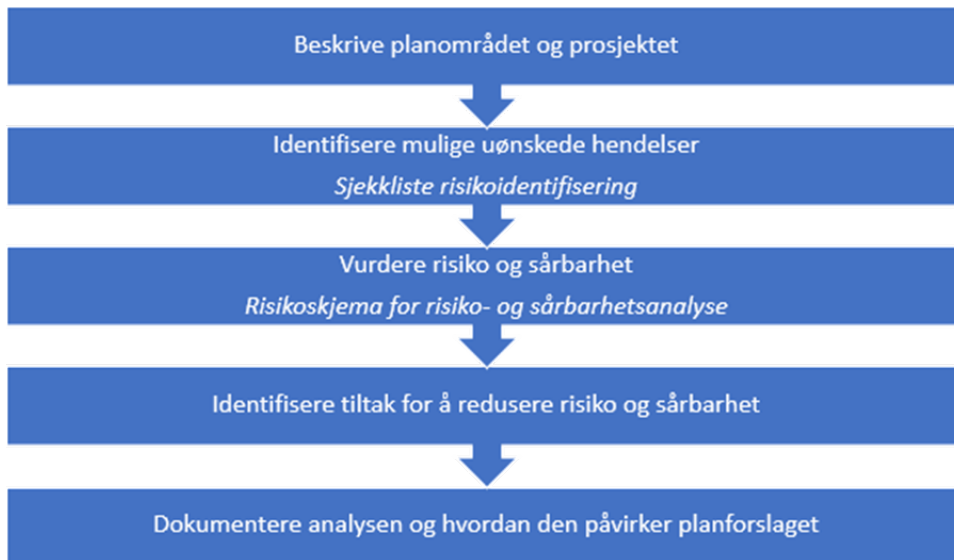 Beskrive planområdet og prosjektet
Identifisere mulige uønskede hendelser
Sjekkliste risikoidentifisering
Vurdere risiko og sårbarhet
Risikoskjema for risiko- og sårbarhetsanalyse
Identifisere tiltak for å redusere risiko og sårbarhet
Dokumentere analysen og hvordan den påvirker planforslaget